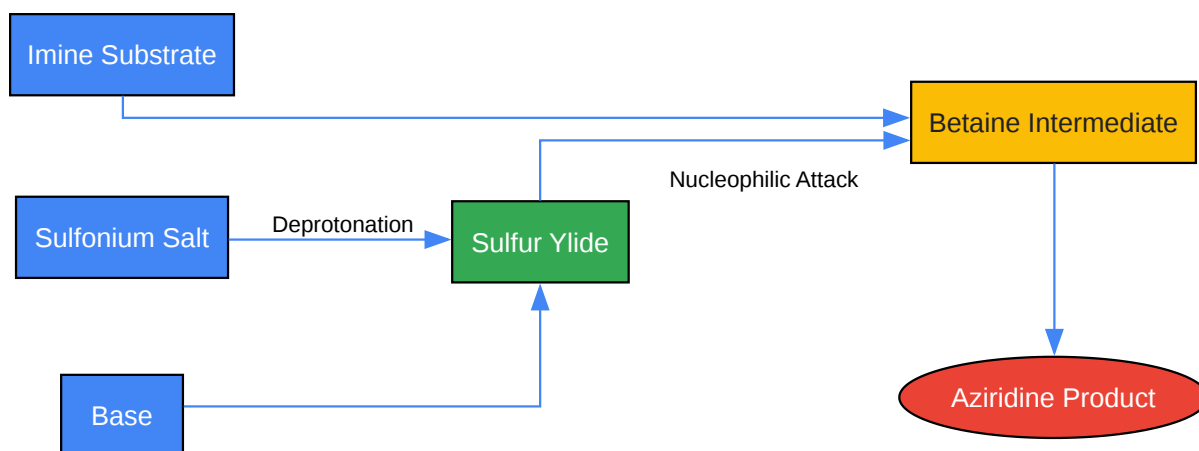 Imine Substrate
Betaine Intermediate
Nucleophilic Attack
Deprotonation
Sulfonium Salt
Sulfur Ylide
Aziridine Product
Base